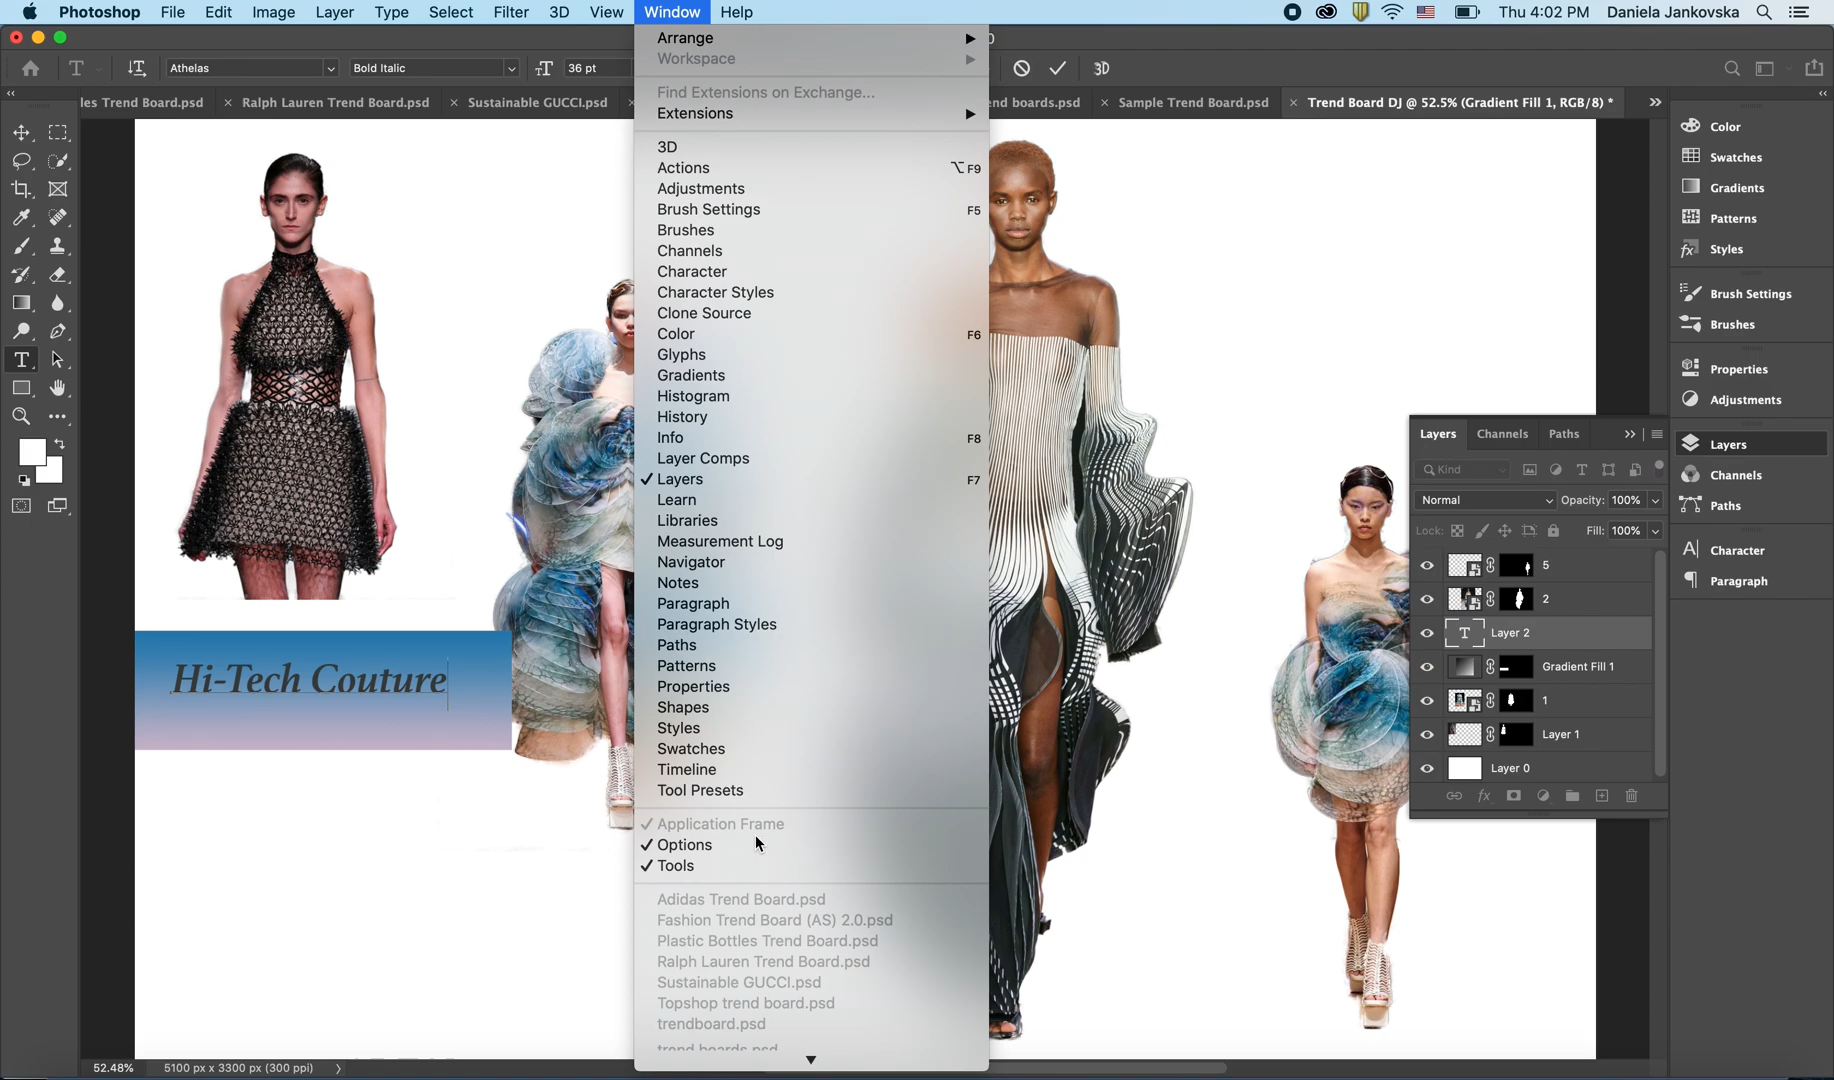 Photoshop File Edit Image Layer Type Select Filter 3D View Window Help Thu 4:02 PM Daniela Jankovska
Athelas Bold Italic 36 pt 3D
les Trend Board.psd × Ralph Lauren Trend Board.psd × Sustainable GUCCI.psd × nd boards.psd × Sample Trend Board.psd × Trend Board DJ @ 52.5% (Gradient Fill 1, RGB/8) *
Arrange
Workspace
Find Extensions on Exchange...
Extensions
3D
Actions ⌥F9
Adjustments
Brush Settings F5
Brushes
Channels
Character
Character Styles
Clone Source
Color F6
Glyphs
Gradients
Histogram
History
Info F8
Layer Comps
✓ Layers F7
Learn
Libraries
Measurement Log
Navigator
Notes
Paragraph
Paragraph Styles
Paths
Patterns
Properties
Shapes
Styles
Swatches
Timeline
Tool Presets
✓ Application Frame
✓ Options
✓ Tools
Adidas Trend Board.psd
Fashion Trend Board (AS) 2.0.psd
Plastic Bottles Trend Board.psd
Ralph Lauren Trend Board.psd
Sustainable GUCCI.psd
Topshop trend board.psd
trendboard.psd
trend boards.psd
Hi-Tech Couture
Color
Swatches
Gradients
Patterns
Styles
Brush Settings
Brushes
Properties
Adjustments
Layers
Channels
Paths
Character
Paragraph
Layers Channels Paths
Kind
Normal Opacity: 100%
Lock: Fill: 100%
5
2
T Layer 2
Gradient Fill 1
1
Layer 1
Layer 0
52.48% 5100 px x 3300 px (300 ppi)